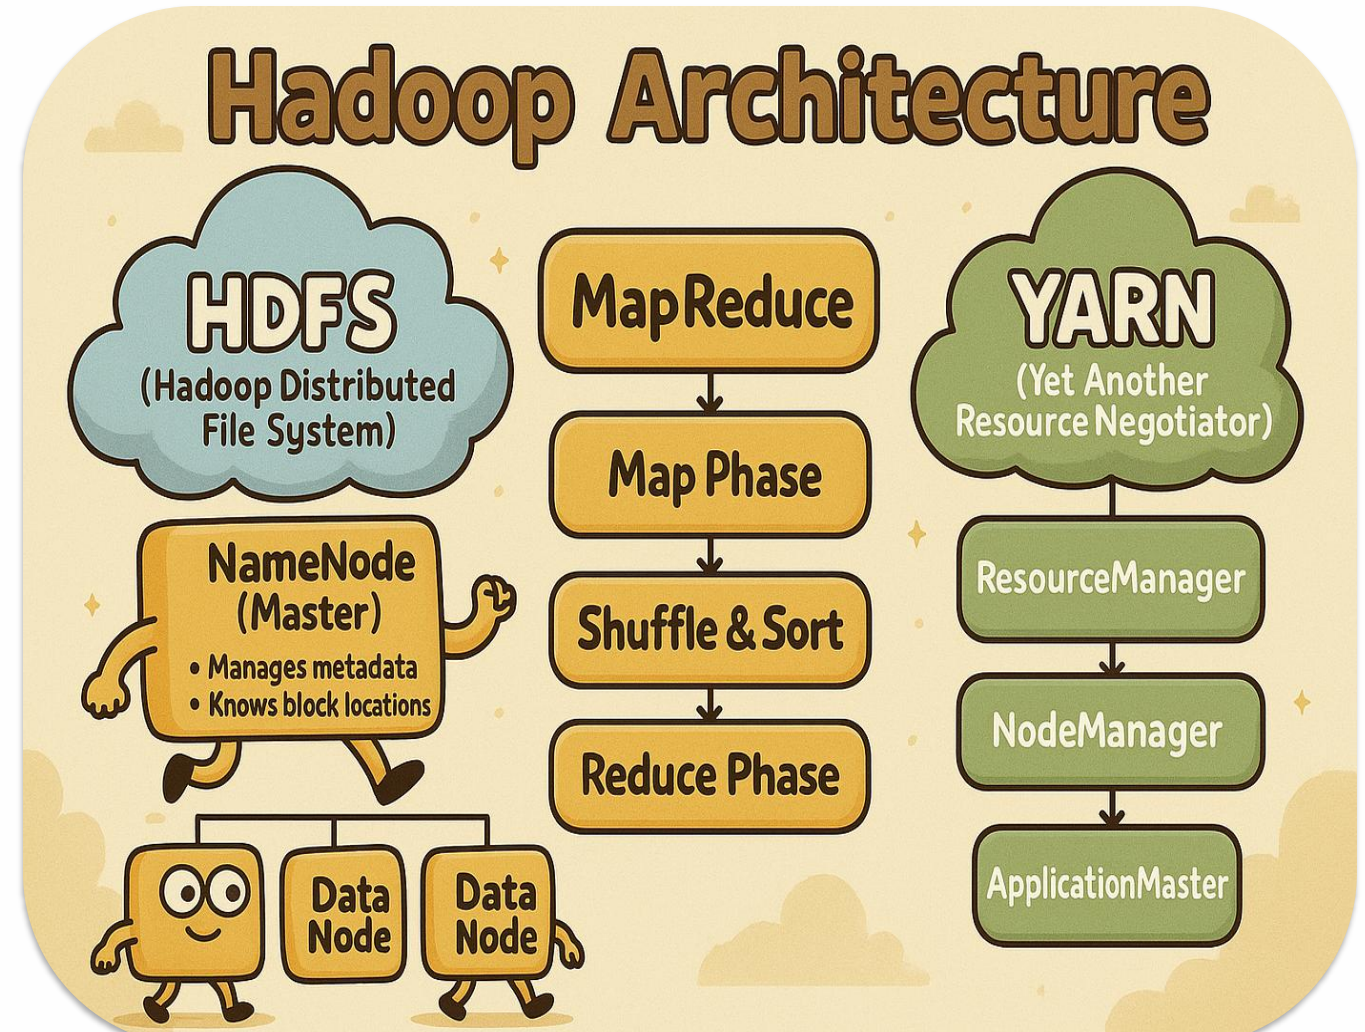 Hadoop Architecture
HDFS
(Hadoop Distributed
File System)
NameNode
(Master)
• Manages metadata
• Knows block locations
Data
Node
Data
Node
MapReduce
Map Phase
Shuffle & Sort
Reduce Phase
YARN
(Yet Another
Resource Negotiator)
ResourceManager
NodeManager
ApplicationMaster